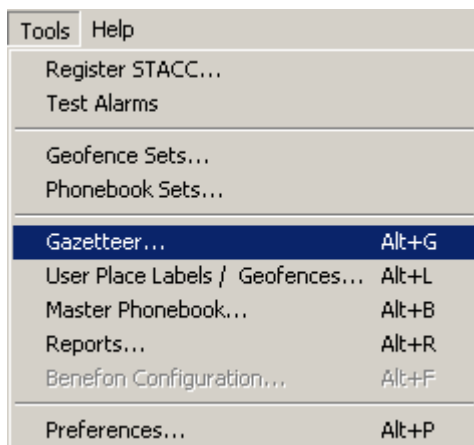 Tools Help
Register STACC...
Test Alarms
Geofence Sets...
Phonebook Sets...
Gazetteer... Alt+G
User Place Labels / Geofences... Alt+L
Master Phonebook... Alt+B
Reports... Alt+R
Benefon Configuration... Alt+F
Preferences... Alt+P